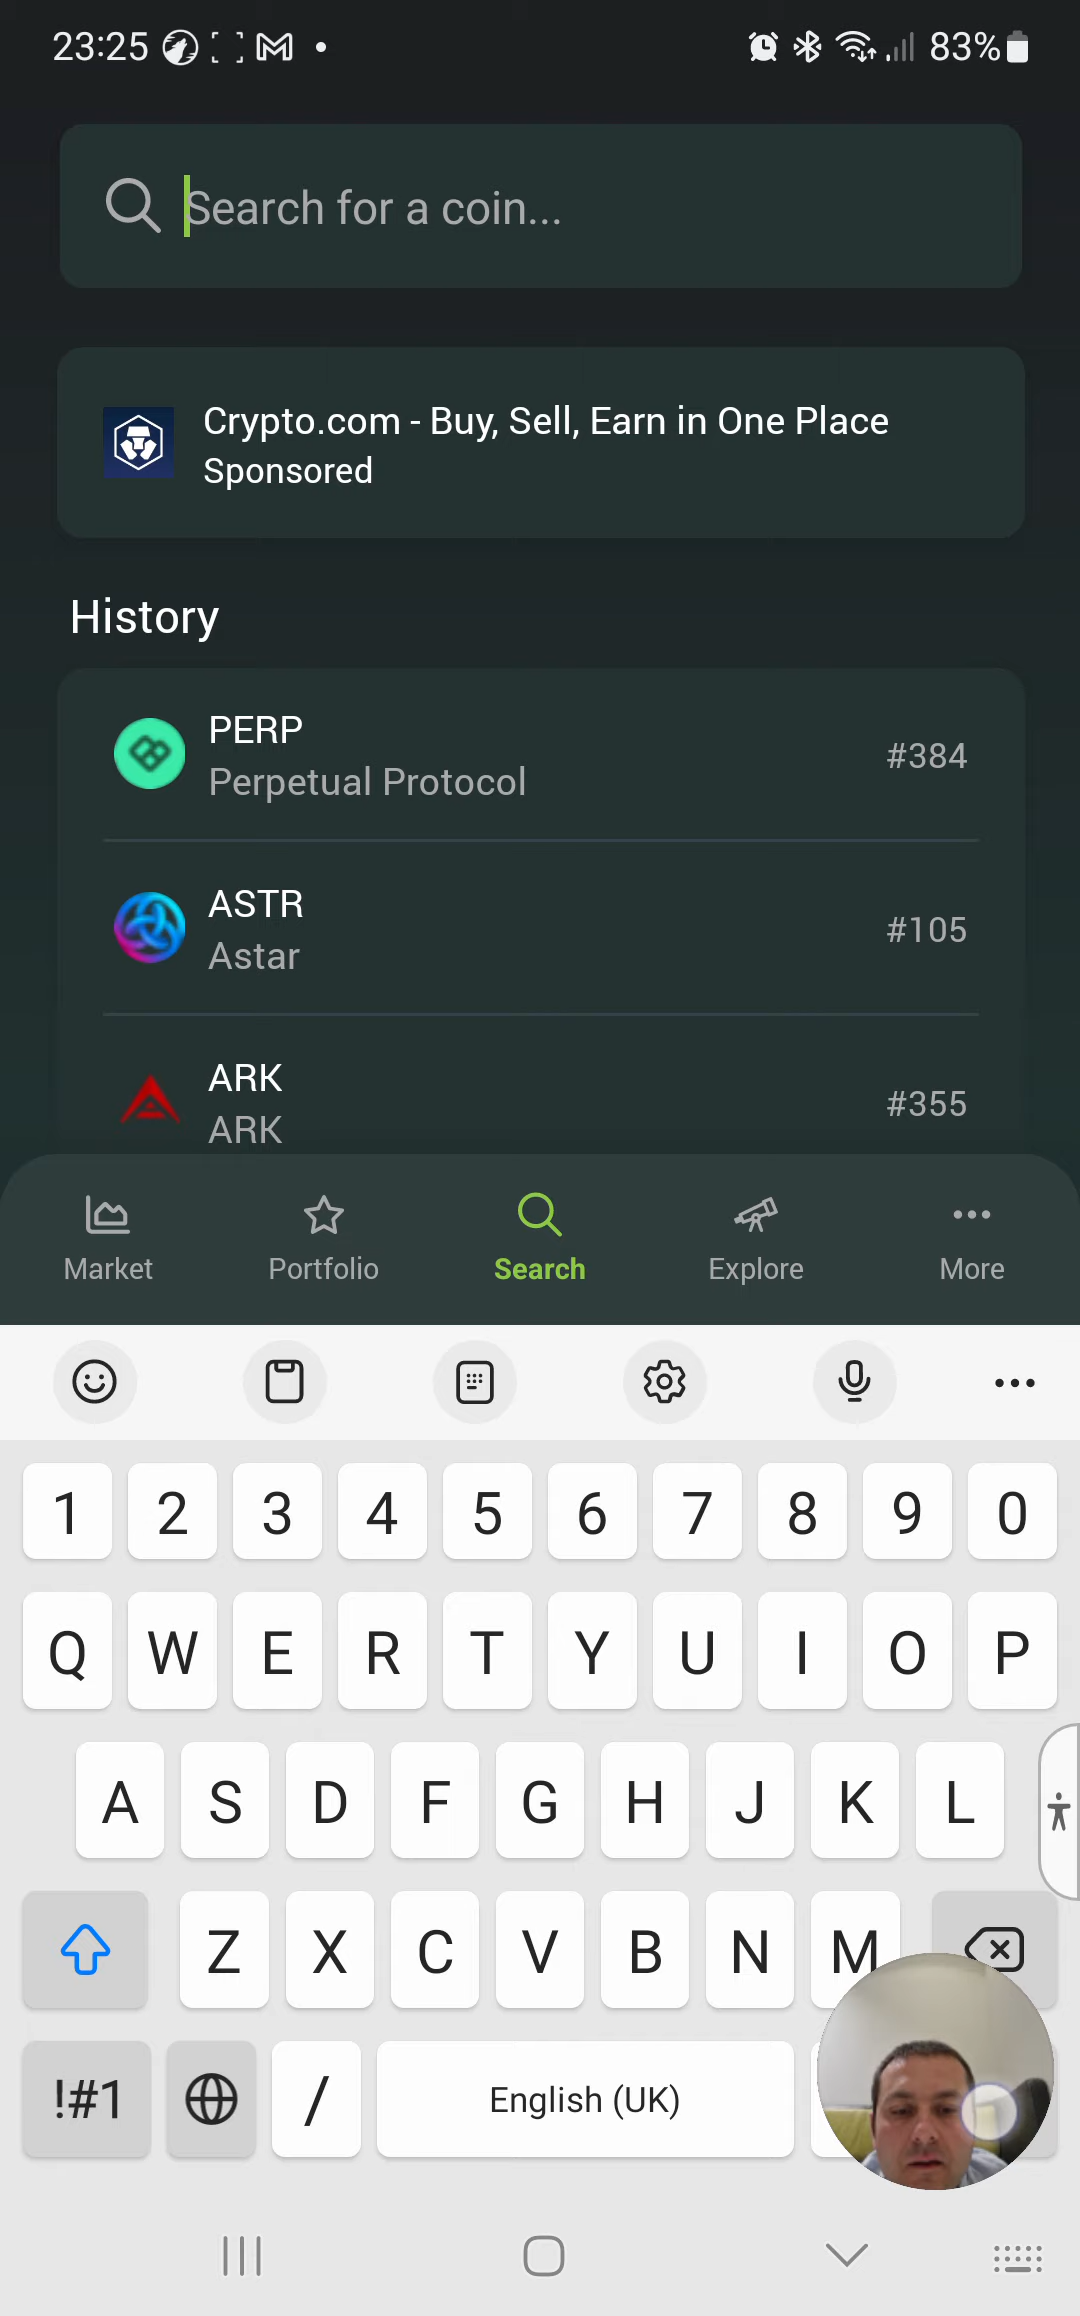 23:25
83%
Search for a coin...
Crypto.com - Buy, Sell, Earn in One Place
Sponsored
History
PERP
Perpetual Protocol
#384
ASTR
Astar
#105
ARK
ARK
#355
Market Portfolio Search Explore More
1 2 3 4 5 6 7 8 9 0
Q W E R T Y U I O P
A S D F G H J K L
Z X C V B N M
!#1 / English (UK)